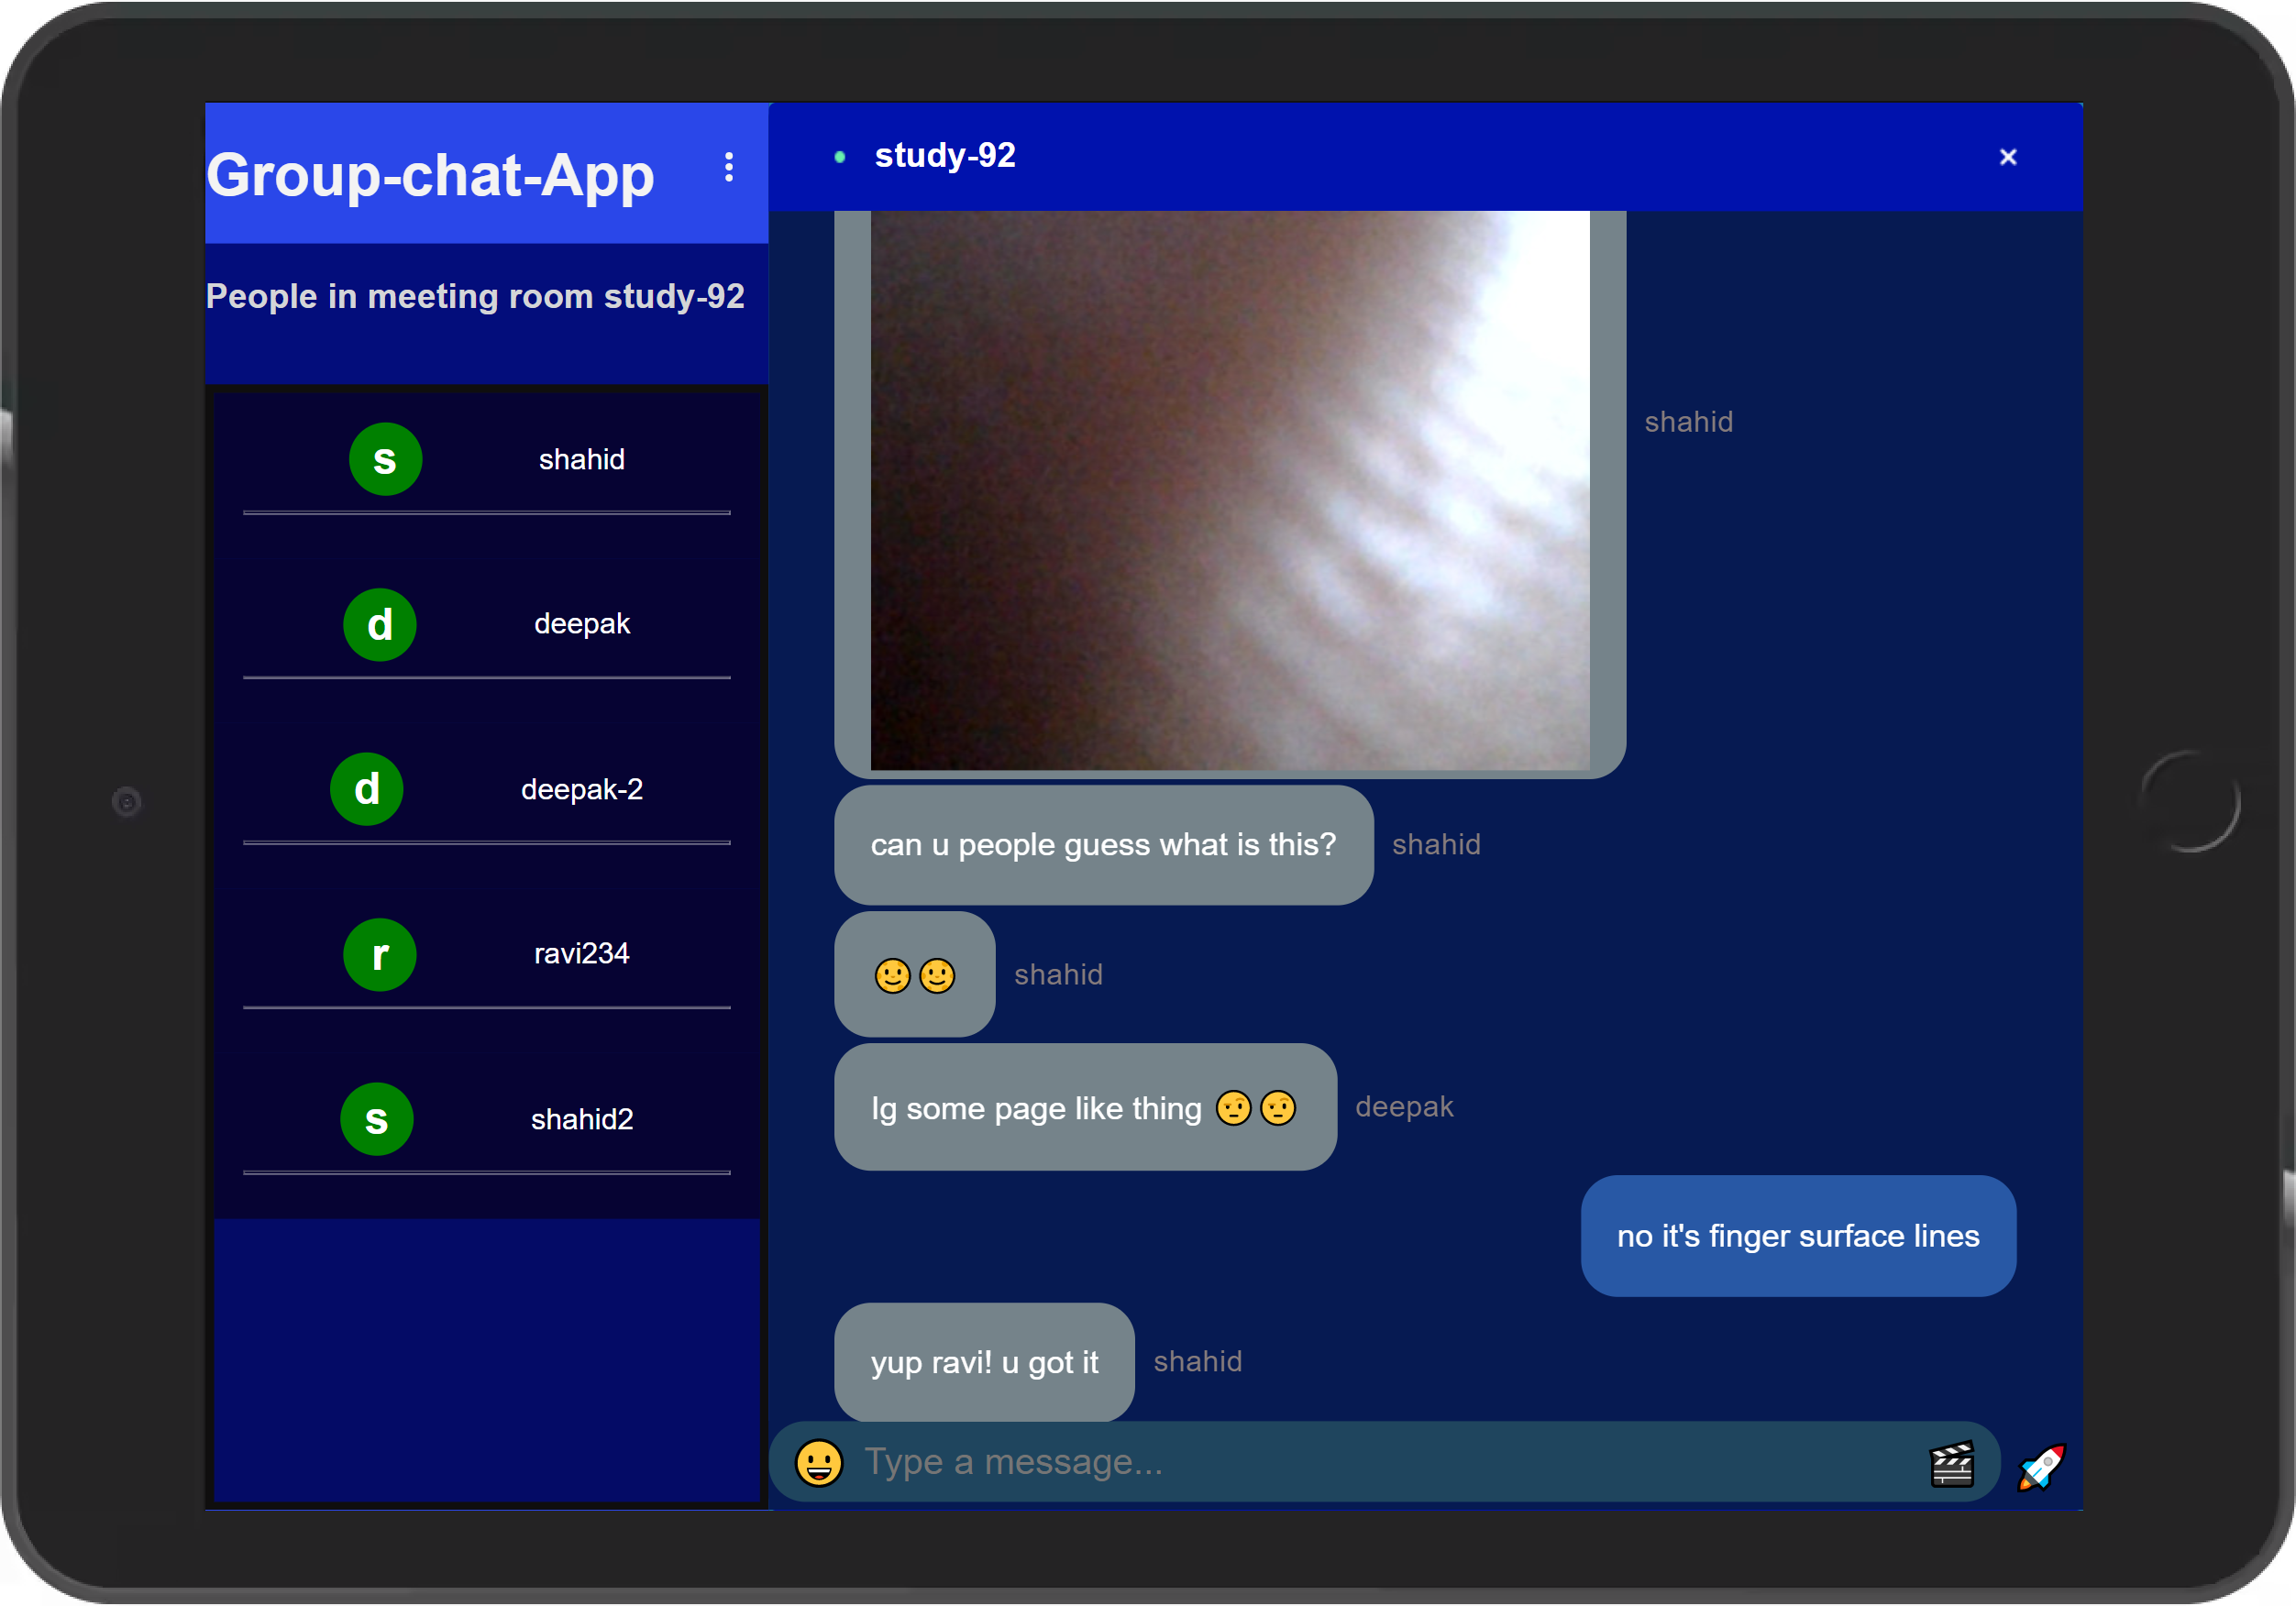 Group-chat-App
People in meeting room study-92
s shahid
d deepak
d deepak-2
r ravi234
s shahid2
study-92
shahid
can u people guess what is this? shahid
shahid
Ig some page like thing deepak
no it's finger surface lines
yup ravi! u got it shahid
Type a message...